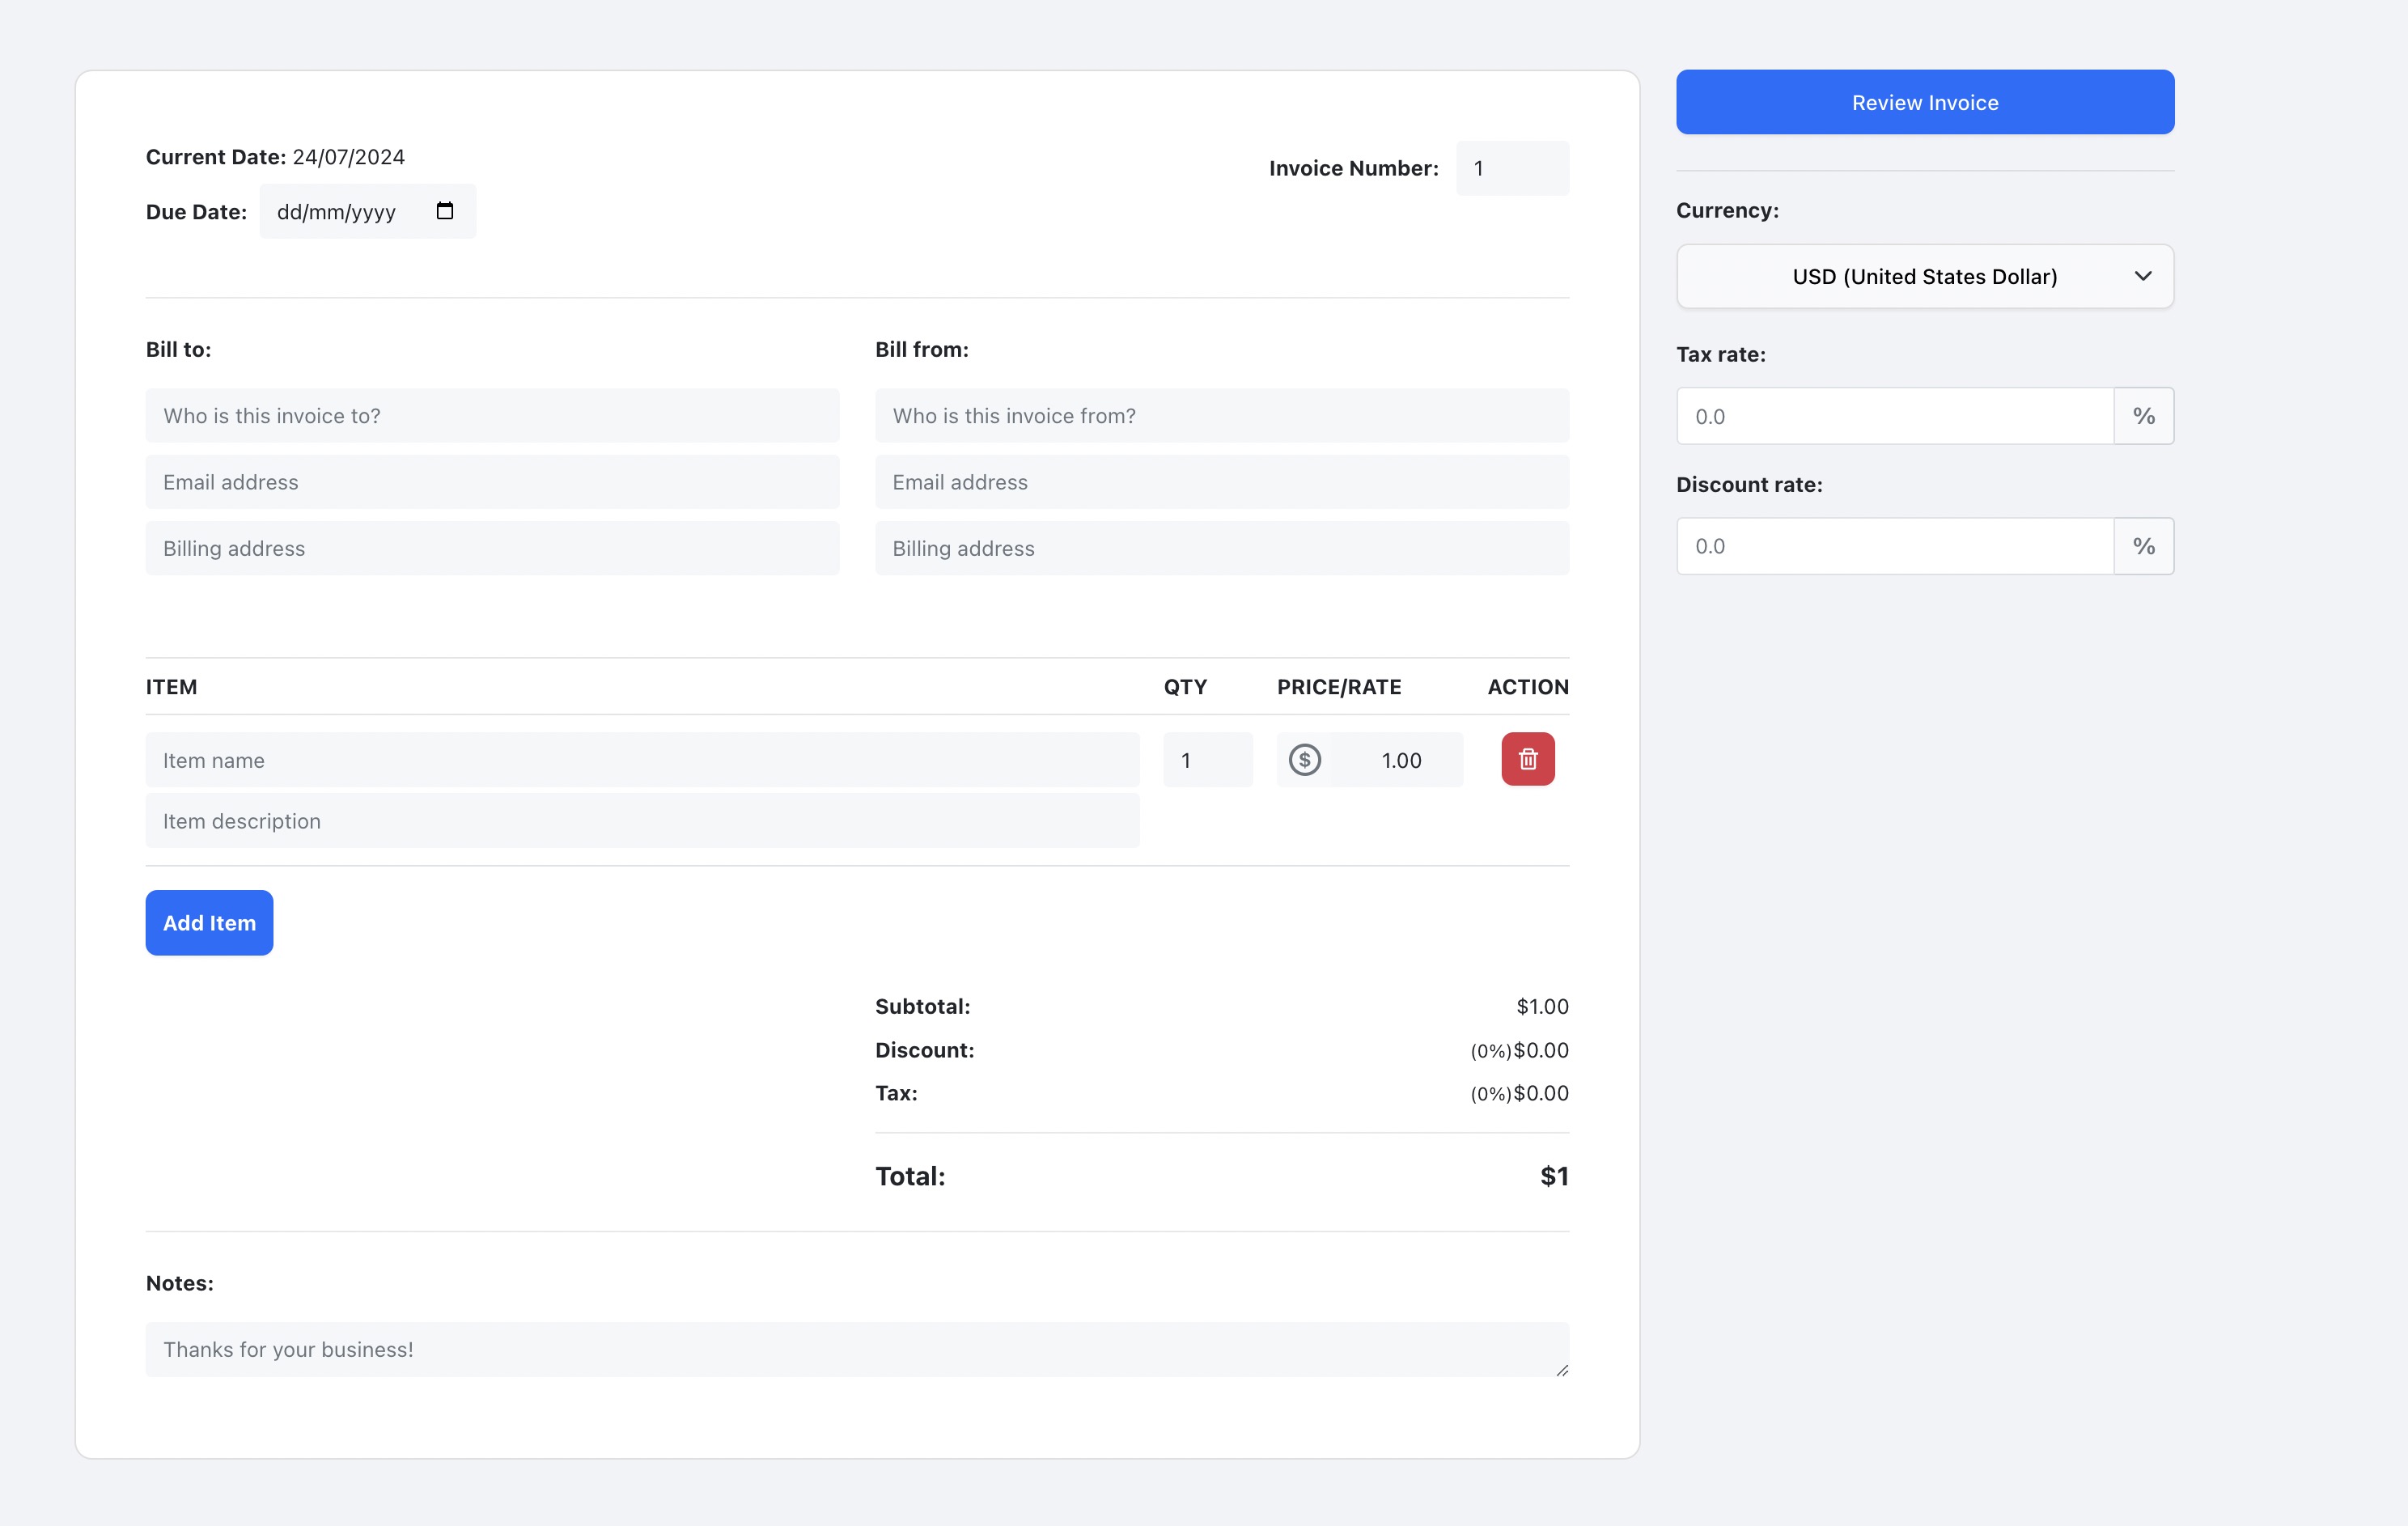 Review Invoice
Current Date: 24/07/2024
Invoice Number: 1
Due Date: dd/mm/yyyy
Currency:
USD (United States Dollar)
Bill to:
Bill from:
Tax rate:
Who is this invoice to?
Who is this invoice from?
0.0 %
Email address
Email address
Discount rate:
Billing address
Billing address
0.0 %
ITEM QTY PRICE/RATE ACTION
Item name 1 $ 1.00
Item description
Add Item
Subtotal: $1.00
Discount: (0%)$0.00
Tax: (0%)$0.00
Total: $1
Notes:
Thanks for your business!